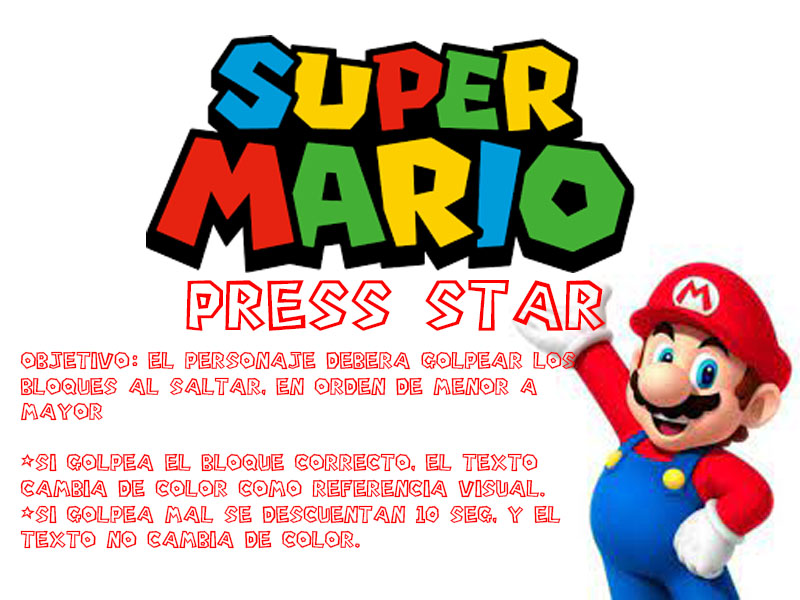 SUPER
MARIO
PRESS STAR
OBJETIVO: EL PERSONAJE DEBERA GOLPEAR LOS
BLOQUES AL SALTAR, EN ORDEN DE MENOR A
MAYOR
*SI GOLPEA EL BLOQUE CORRECTO, EL TEXTO
CAMBIA DE COLOR COMO REFERENCIA VISUAL.
*SI GOLPEA MAL SE DESCUENTAN 10 SEG, Y EL
TEXTO NO CAMBIA DE COLOR.
M